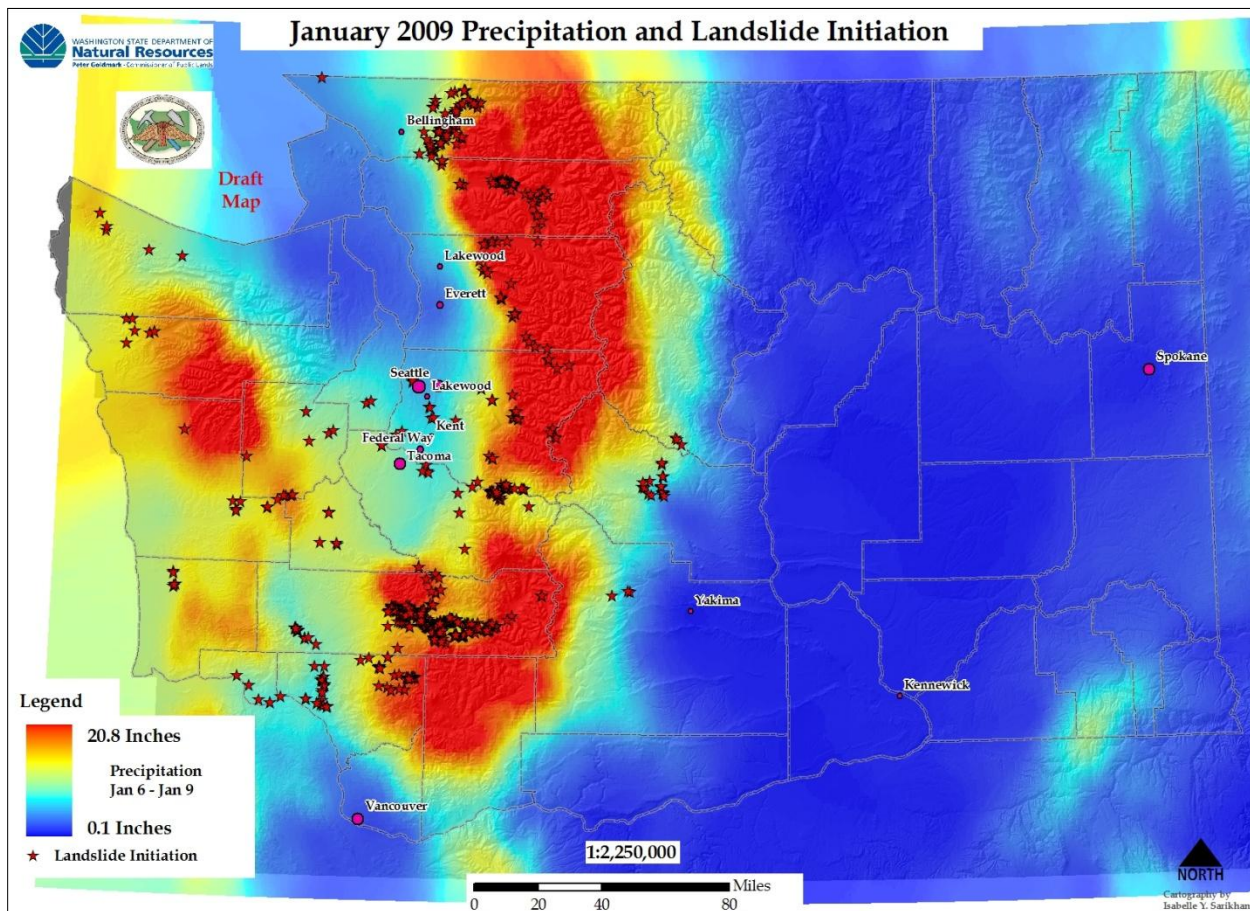 January 2009 Precipitation and Landslide Initiation
WASHINGTON STATE DEPARTMENT OF
Natural Resources
Peter Goldmark - Commissioner of Public Lands
Draft
Map
Bellingham
Lakewood
Everett
Seattle
Lakewood
Kent
Federal Way
Tacoma
Spokane
Yakima
Kennewick
Vancouver
Legend
20.8 Inches
Precipitation
Jan 6 - Jan 9
0.1 Inches
Landslide Initiation
1:2,250,000
Miles
0 20 40 80
NORTH
Cartography by
Isabelle Y. Sarikhan